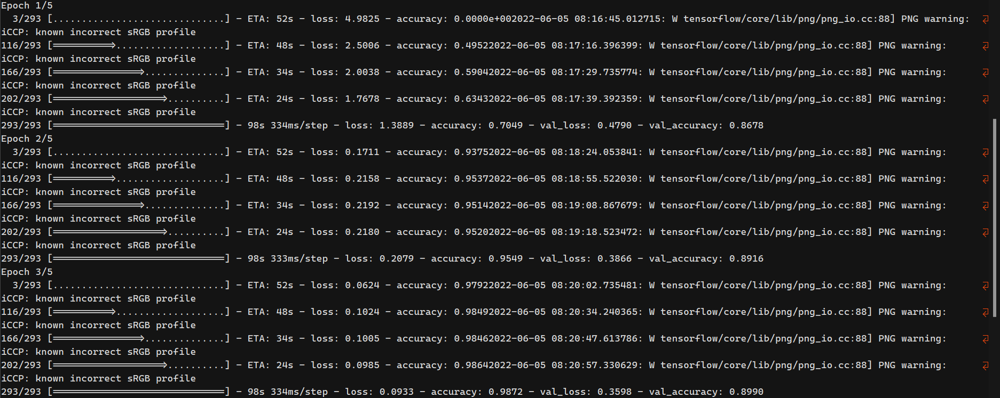 Epoch 1/5
  3/293 [..............................] - ETA: 52s - loss: 4.9825 - accuracy: 0.0000e+002022-06-05 08:16:45.012715: W tensorflow/core/lib/png/png_io.cc:88] PNG warning:
iCCP: known incorrect sRGB profile
116/293 [==========>...................] - ETA: 48s - loss: 2.5006 - accuracy: 0.49522022-06-05 08:17:16.396399: W tensorflow/core/lib/png/png_io.cc:88] PNG warning:
iCCP: known incorrect sRGB profile
166/293 [===============>..............] - ETA: 34s - loss: 2.0038 - accuracy: 0.59042022-06-05 08:17:29.735774: W tensorflow/core/lib/png/png_io.cc:88] PNG warning:
iCCP: known incorrect sRGB profile
202/293 [===================>..........] - ETA: 24s - loss: 1.7678 - accuracy: 0.63432022-06-05 08:17:39.392359: W tensorflow/core/lib/png/png_io.cc:88] PNG warning:
iCCP: known incorrect sRGB profile
293/293 [==============================] - 98s 334ms/step - loss: 1.3889 - accuracy: 0.7049 - val_loss: 0.4790 - val_accuracy: 0.8678
Epoch 2/5
  3/293 [..............................] - ETA: 52s - loss: 0.1711 - accuracy: 0.93752022-06-05 08:18:24.053841: W tensorflow/core/lib/png/png_io.cc:88] PNG warning:
iCCP: known incorrect sRGB profile
116/293 [==========>...................] - ETA: 48s - loss: 0.2158 - accuracy: 0.95372022-06-05 08:18:55.522030: W tensorflow/core/lib/png/png_io.cc:88] PNG warning:
iCCP: known incorrect sRGB profile
166/293 [===============>..............] - ETA: 34s - loss: 0.2192 - accuracy: 0.95142022-06-05 08:19:08.867679: W tensorflow/core/lib/png/png_io.cc:88] PNG warning:
iCCP: known incorrect sRGB profile
202/293 [===================>..........] - ETA: 24s - loss: 0.2180 - accuracy: 0.95202022-06-05 08:19:18.523472: W tensorflow/core/lib/png/png_io.cc:88] PNG warning:
iCCP: known incorrect sRGB profile
293/293 [==============================] - 98s 333ms/step - loss: 0.2079 - accuracy: 0.9549 - val_loss: 0.3866 - val_accuracy: 0.8916
Epoch 3/5
  3/293 [..............................] - ETA: 52s - loss: 0.0624 - accuracy: 0.97922022-06-05 08:20:02.735481: W tensorflow/core/lib/png/png_io.cc:88] PNG warning:
iCCP: known incorrect sRGB profile
116/293 [==========>...................] - ETA: 48s - loss: 0.1024 - accuracy: 0.98492022-06-05 08:20:34.240365: W tensorflow/core/lib/png/png_io.cc:88] PNG warning:
iCCP: known incorrect sRGB profile
166/293 [===============>..............] - ETA: 34s - loss: 0.1005 - accuracy: 0.98462022-06-05 08:20:47.613786: W tensorflow/core/lib/png/png_io.cc:88] PNG warning:
iCCP: known incorrect sRGB profile
202/293 [===================>..........] - ETA: 24s - loss: 0.0985 - accuracy: 0.98642022-06-05 08:20:57.330629: W tensorflow/core/lib/png/png_io.cc:88] PNG warning:
iCCP: known incorrect sRGB profile
293/293 [==============================] - 98s 334ms/step - loss: 0.0933 - accuracy: 0.9872 - val_loss: 0.3598 - val_accuracy: 0.8990